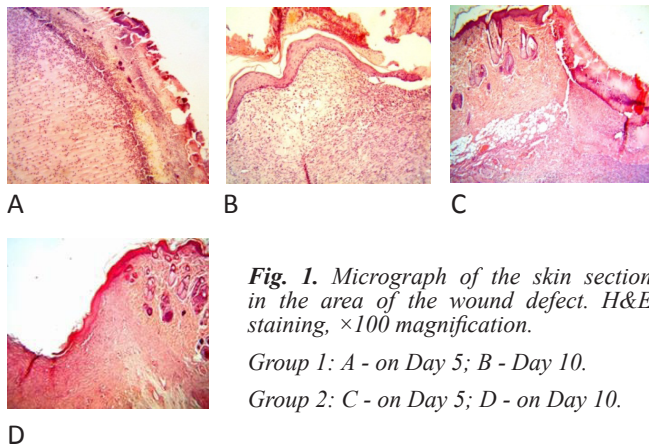 A
B
C
D
Fig. 1. Micrograph of the skin section
in the area of the wound defect. H&E
staining, ×100 magnification.
Group 1: A - on Day 5; B - Day 10.
Group 2: C - on Day 5; D - on Day 10.